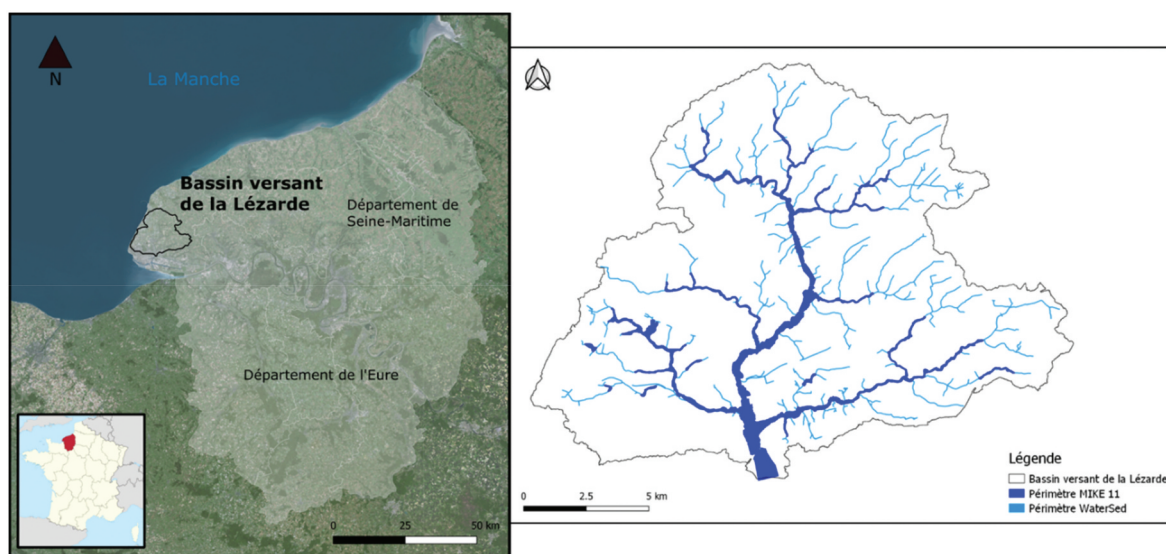 La Manche
N
Bassin versant
de la Lézarde
Département de
Seine-Maritime
Département de l'Eure
0 25 50 km
Légende
Bassin versant de la Lézarde
Périmètre MIKE 11
Périmètre WaterSed
0 2.5 5 km